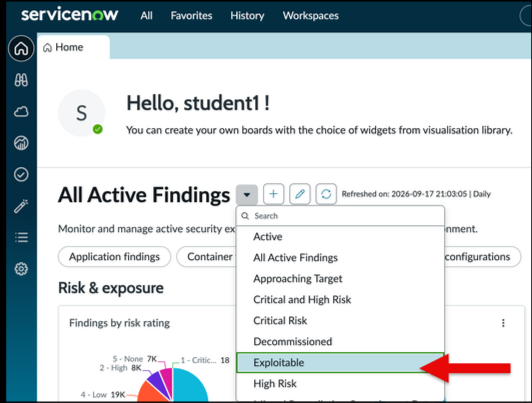 servicenow All Favorites History Workspaces
Home
S
Hello, student1 !
You can create your own boards with the choice of widgets from visualisation library.
All Active Findings Refreshed on: 2026-09-17 21:03:05 | Daily
Search
Monitor and manage active security ex nment.
Active
Application findings Container configurations
All Active Findings
Approaching Target
Risk & exposure
Critical and High Risk
Findings by risk rating
Critical Risk
Decommissioned
5 - None 7K 1 - Critic... 18
2 - High 8K
Exploitable
High Risk
4 - Low 19K